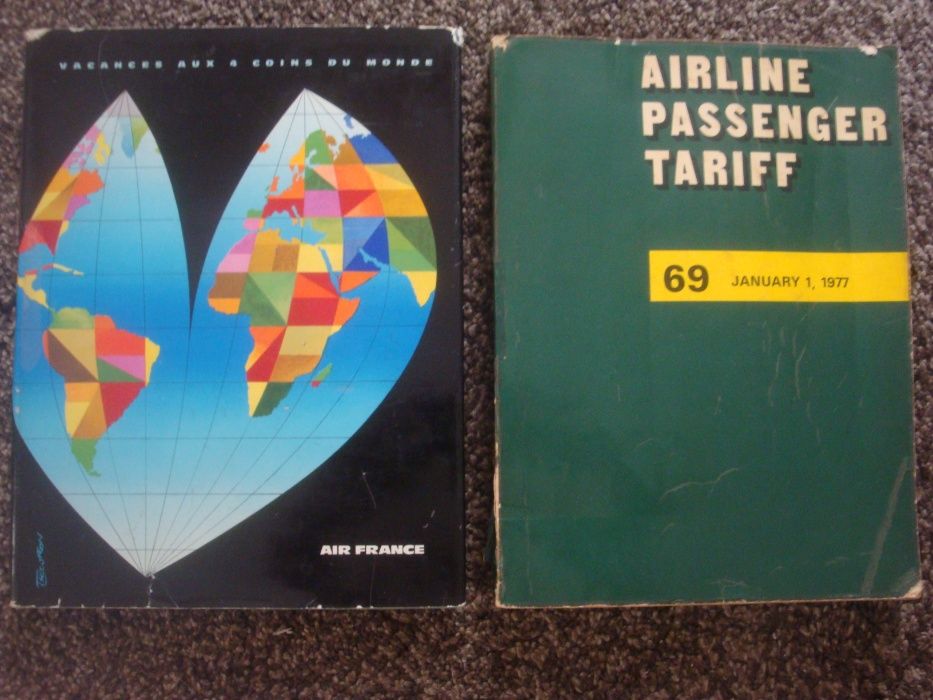 VACANCES AUX 4 COINS DU MONDE
AIR FRANCE
AIRLINE
PASSENGER
TARIFF
69 JANUARY 1, 1977